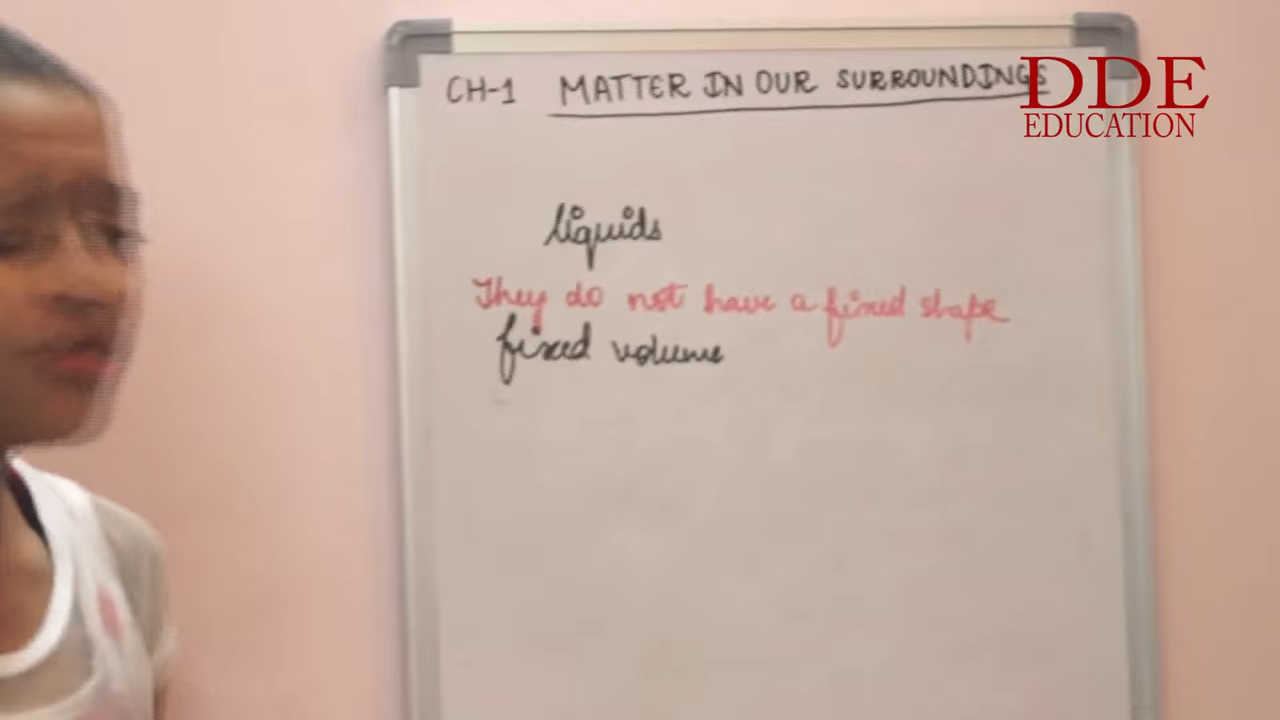 CH-1 MATTER IN OUR SURROUNDINGS
DDE
EDUCATION
liquids
They do not have a fixed shape
fixed volume